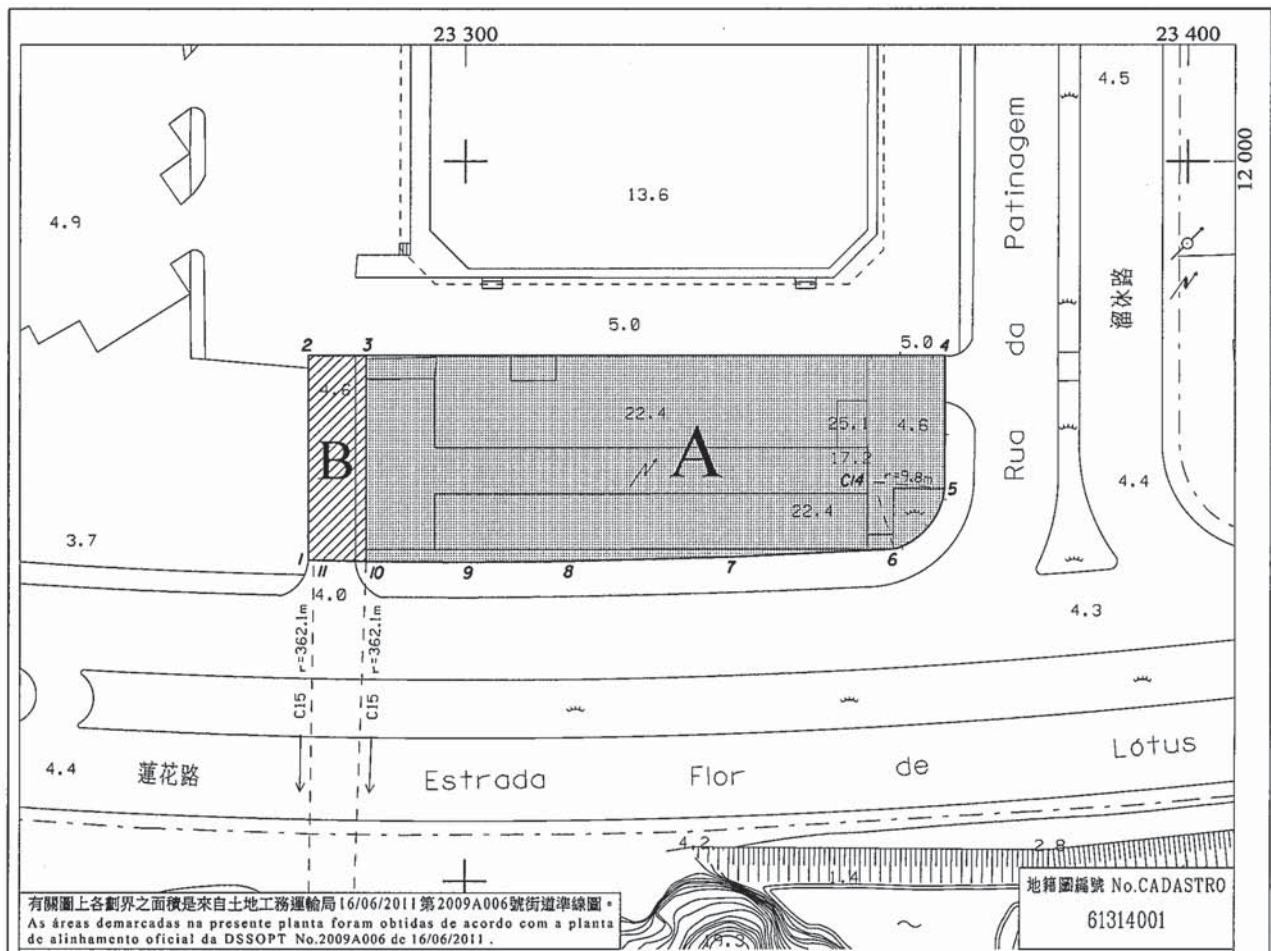 23 300
23 400
12 000
4.5
4.9
13.6
Rua da Patinagem
溜冰路
5.0
5.0
2
3
4
4.6
22.4
25.1
4.6
B
A
17.2
C14
r=9.8m
5
4.4
22.4
3.7
1
11
10
9
8
7
6
4.0
4.3
r=362.1m
r=362.1m
C15
C15
4.4
蓮花路
Estrada Flor de Lótus
4.2
2.8
1.4
有關圖上各劃界之面積是來自土地工務運輸局16/06/2011第2009A006號街道準線圖。
As áreas demarcadas na presente planta foram obtidas de acordo com a planta
de alinhamento oficial da DSSOPT No.2009A006 de 16/06/2011.
地籍圖編號 No.CADASTRO
61314001